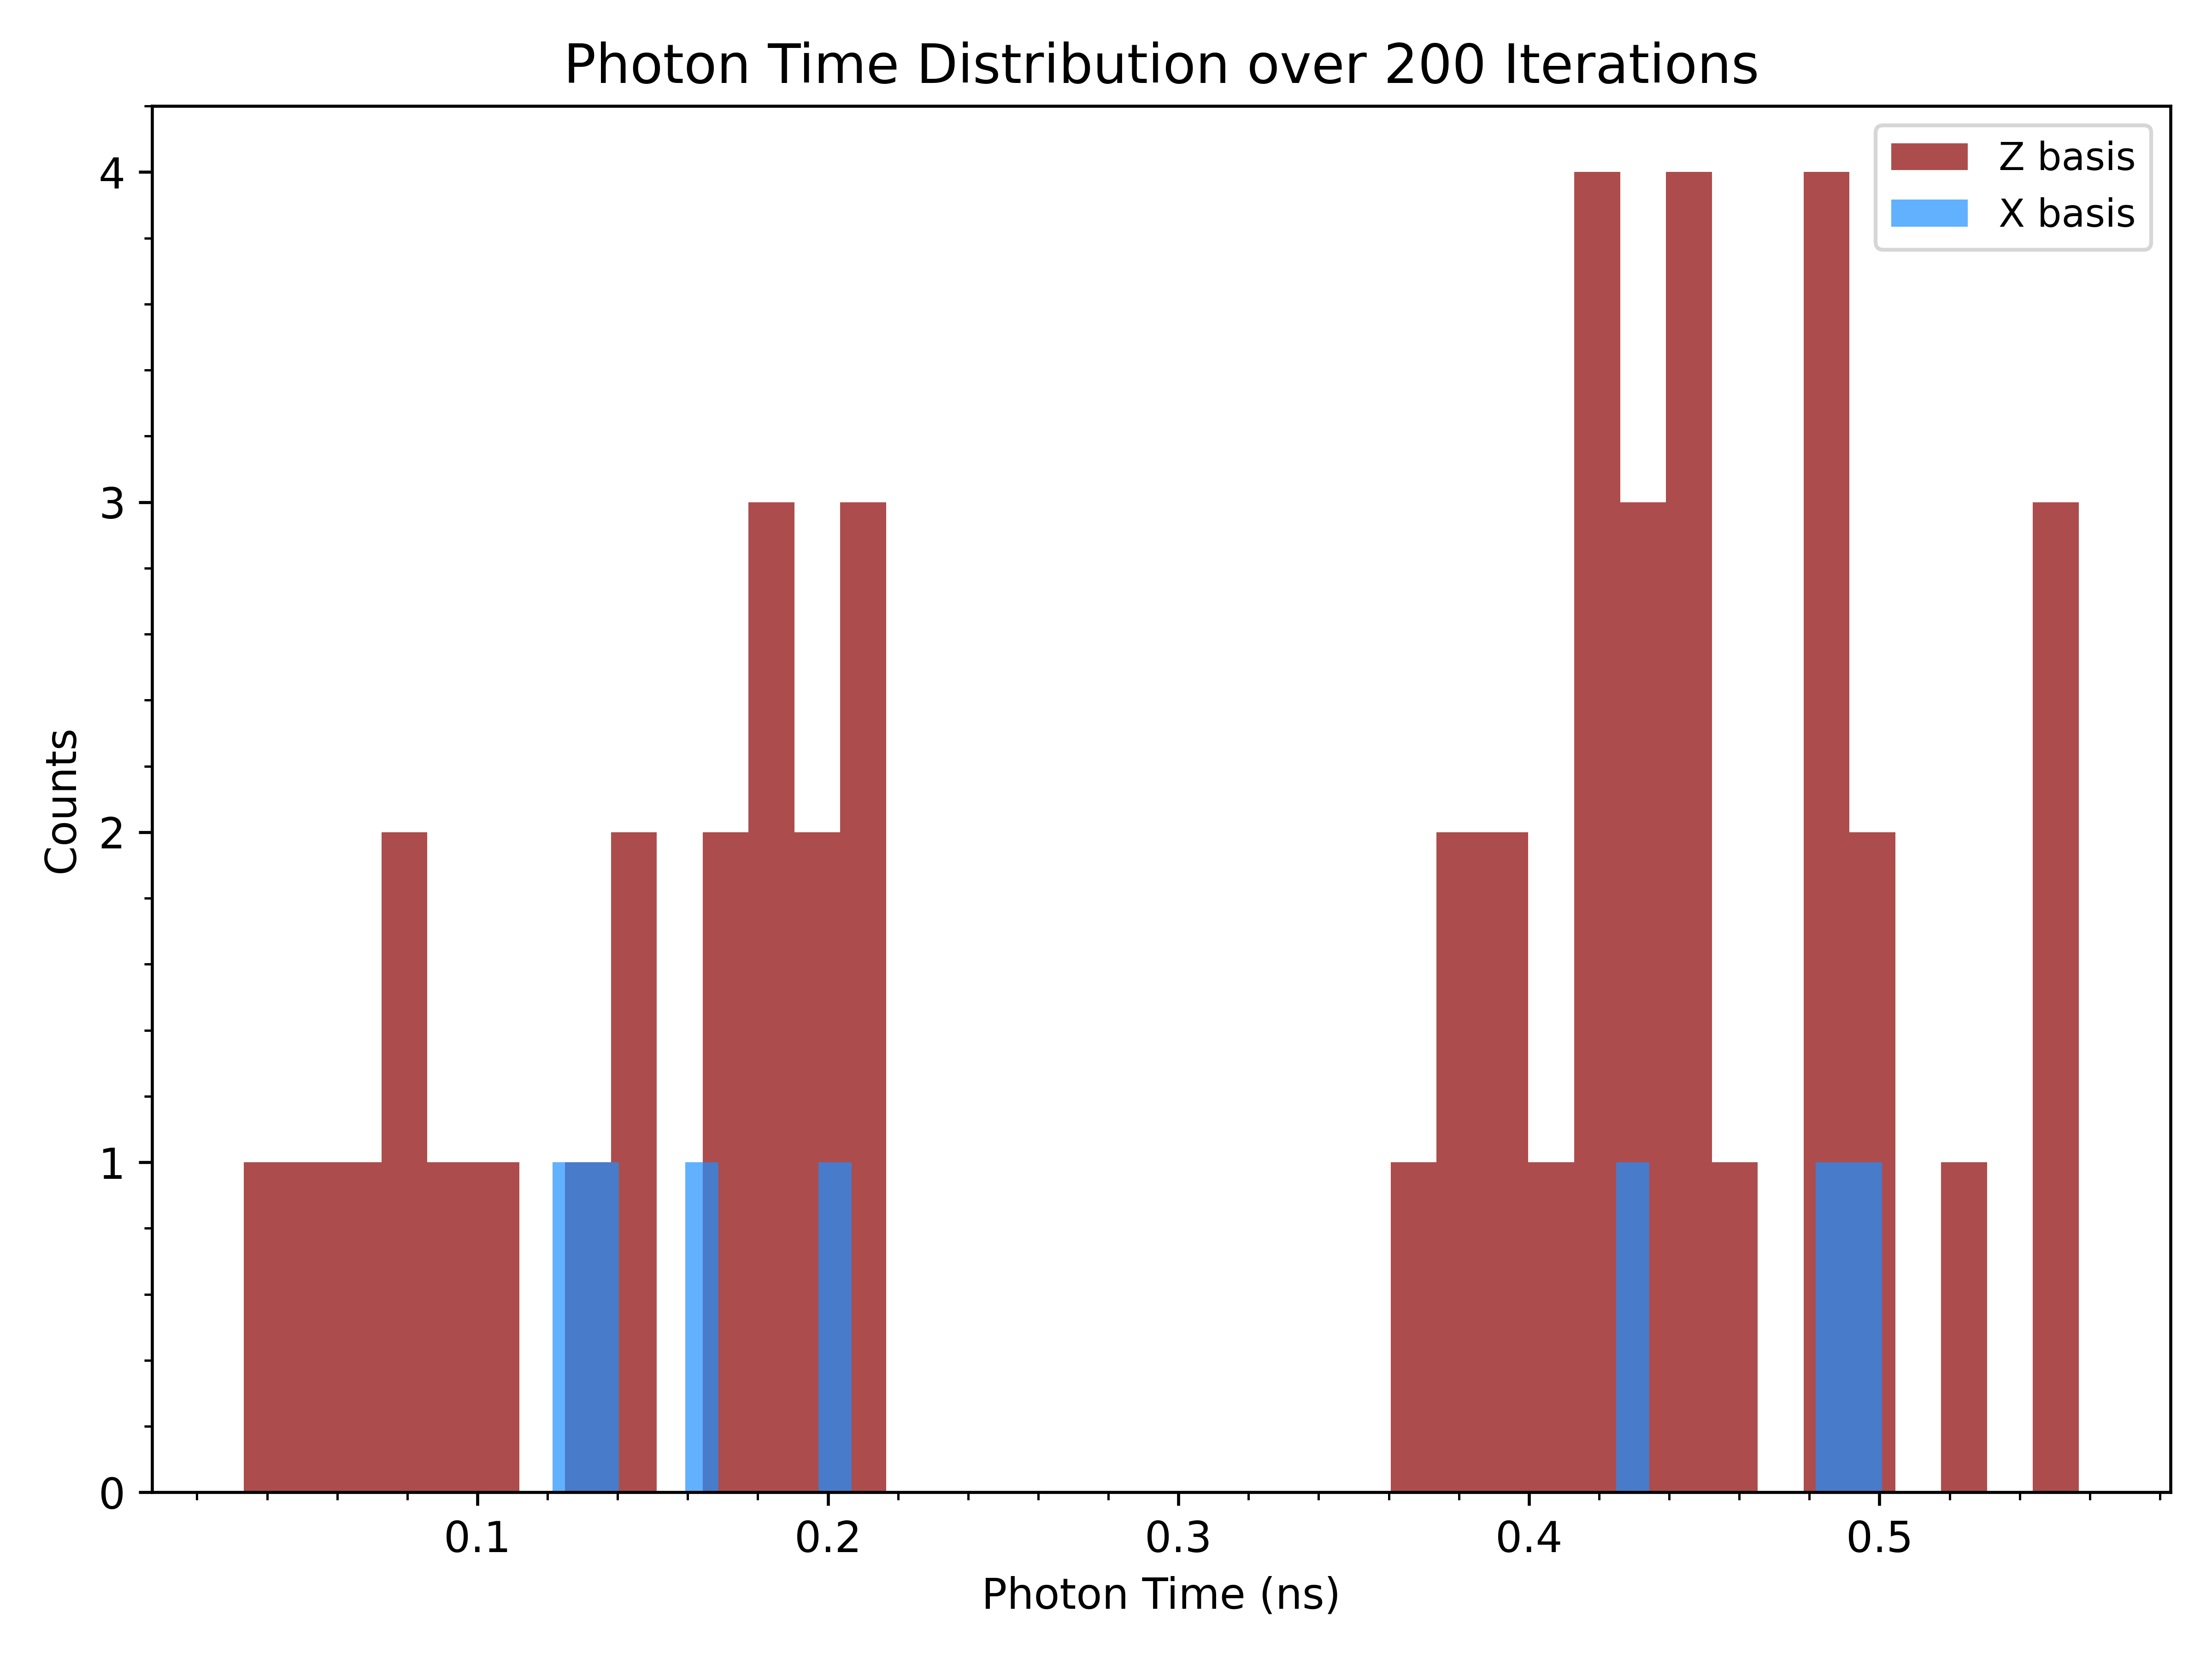 Photon Time Distribution over 200 Iterations
Z basis
X basis
4
3
2
1
0
Counts
0.1 0.2 0.3 0.4 0.5
Photon Time (ns)